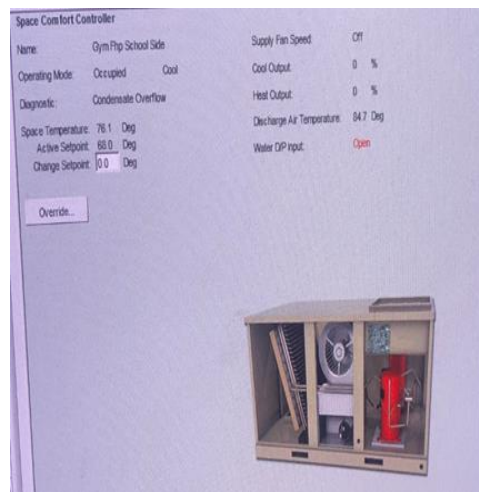 Space Comfort Controller
Name: Gym Fhp School Side
Operating Mode: Occupied Cool
Diagnostic: Condensate Overflow
Space Temperature: 76.1 Deg
Active Setpoint: 68.0 Deg
Change Setpoint: 0.0 Deg
Override...
Supply Fan Speed: Off
Cool Output: 0 %
Heat Output: 0 %
Discharge Air Temperature: 84.7 Deg
Water D/P Input: Open